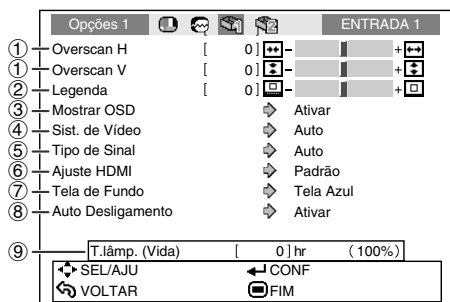 Opções 1 ENTRADA 1
① Overscan H [ 0] - +
① Overscan V [ 0] - +
② Legenda [ 0] - +
③ Mostrar OSD Ativar
④ Sist. de Vídeo Auto
⑤ Tipo de Sinal Auto
⑥ Ajuste HDMI Padrão
⑦ Tela de Fundo Tela Azul
⑧ Auto Desligamento Ativar
⑨ T.lâmp. (Vida) [ 0] hr (100%)
SEL/AJU CONF
VOLTAR FIM